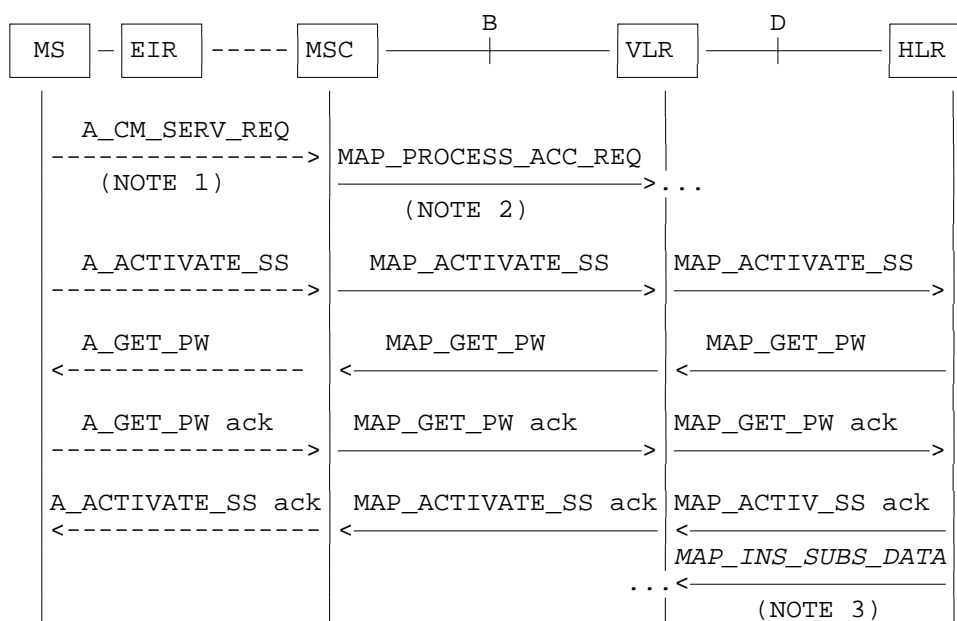 B D
MS EIR MSC VLR HLR
A_CM_SERV_REQ
MAP_PROCESS_ACC_REQ
(NOTE 1) ...
(NOTE 2)
A_ACTIVATE_SS MAP_ACTIVATE_SS MAP_ACTIVATE_SS
A_GET_PW MAP_GET_PW MAP_GET_PW
A_GET_PW ack MAP_GET_PW ack MAP_GET_PW ack
A_ACTIVATE_SS ack MAP_ACTIVATE_SS ack MAP_ACTIV_SS ack
MAP_INS_SUBS_DATA
...
(NOTE 3)